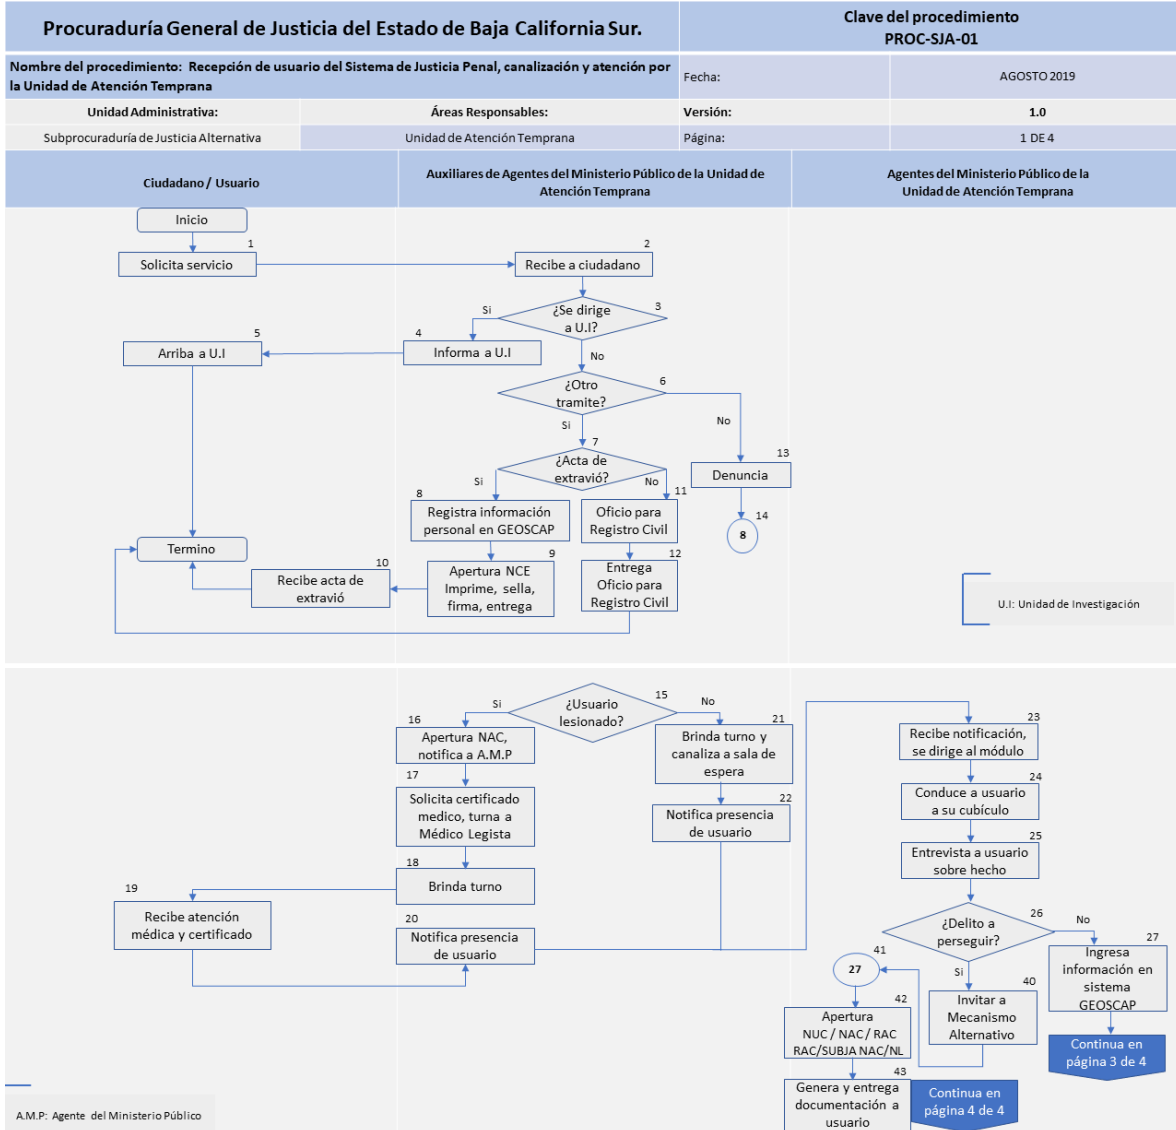 Procuraduría General de Justicia del Estado de Baja California Sur.
Clave del procedimiento
PROC-SJA-01
Nombre del procedimiento: Recepción de usuario del Sistema de Justicia Penal, canalización y atención por
la Unidad de Atención Temprana
Fecha:
AGOSTO 2019
Unidad Administrativa:
Áreas Responsables:
Versión:
1.0
Subprocuraduría de Justicia Alternativa
Unidad de Atención Temprana
Página:
1 DE 4
Ciudadano / Usuario
Auxiliares de Agentes del Ministerio Público de la Unidad de
Atención Temprana
Agentes del Ministerio Público de la
Unidad de Atención Temprana
Inicio
1
Solicita servicio
2
Recibe a ciudadano
3
¿Se dirige
a U.I?
Si
4
Informa a U.I
5
Arriba a U.I
No
6
¿Otro
tramite?
Si
No
7
¿Acta de
extravió?
Si
No
13
Denuncia
14
8
8
Registra información
personal en GEOSCAP
11
Oficio para
Registro Civil
9
Apertura NCE
Imprime, sella,
firma, entrega
12
Entrega
Oficio para
Registro Civil
10
Recibe acta de
extravió
Termino
U.I: Unidad de Investigación
15
¿Usuario
lesionado?
Si
No
16
Apertura NAC,
notifica a A.M.P
17
Solicita certificado
medico, turna a
Médico Legista
18
Brinda turno
19
Recibe atención
médica y certificado
20
Notifica presencia
de usuario
21
Brinda turno y
canaliza a sala de
espera
22
Notifica presencia
de usuario
23
Recibe notificación,
se dirige al módulo
24
Conduce a usuario
a su cubículo
25
Entrevista a usuario
sobre hecho
26
¿Delito a
perseguir?
No
Si
27
Ingresa
información en
sistema
GEOSCAP
Continua en
página 3 de 4
40
Invitar a
Mecanismo
Alternativo
41
27
42
Apertura
NUC / NAC / RAC
RAC/SUBJA NAC/NL
43
Genera y entrega
documentación a
usuario
Continua en
página 4 de 4
A.M.P: Agente del Ministerio Público